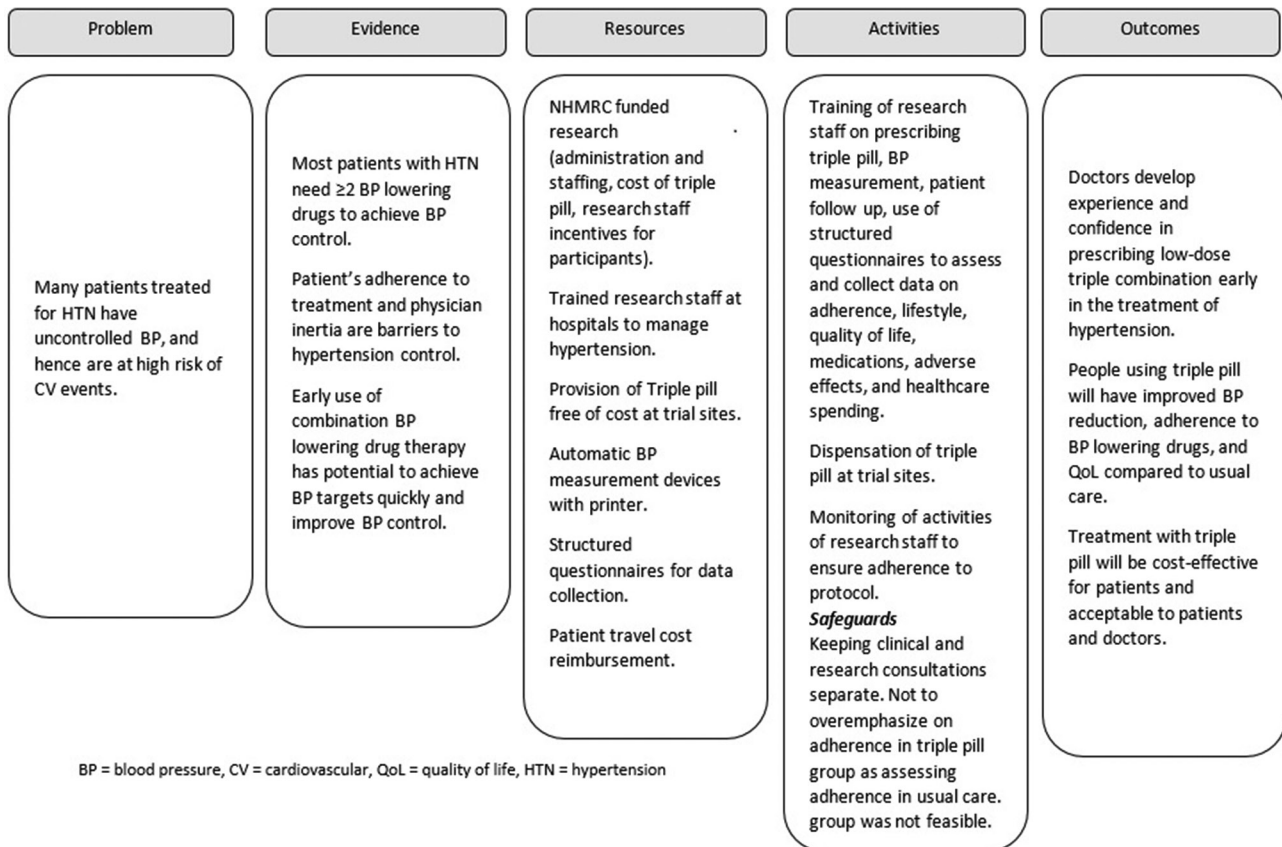 Problem
Many patients treated
for HTN have
uncontrolled BP, and
hence are at high risk of
CV events.
Evidence
Most patients with HTN
need ≥2 BP lowering
drugs to achieve BP
control.
Patient's adherence to
treatment and physician
inertia are barriers to
hypertension control.
Early use of
combination BP
lowering drug therapy
has potential to achieve
BP targets quickly and
improve BP control.
Resources
NHMRC funded
research
(administration and
staffing, cost of triple
pill, research staff
incentives for
participants).
Trained research staff at
hospitals to manage
hypertension.
Provision of Triple pill
free of cost at trial sites.
Automatic BP
measurement devices
with printer.
Structured
questionnaires for data
collection.
Patient travel cost
reimbursement.
Activities
Training of research
staff on prescribing
triple pill, BP
measurement, patient
follow up, use of
structured
questionnaires to assess
and collect data on
adherence, lifestyle,
quality of life,
medications, adverse
effects, and healthcare
spending.
Dispensation of triple
pill at trial sites.
Monitoring of activities
of research staff to
ensure adherence to
protocol.
Safeguards
Keeping clinical and
research consultations
separate. Not to
overemphasize on
adherence in triple pill
group as assessing
adherence in usual care.
group was not feasible.
Outcomes
Doctors develop
experience and
confidence in
prescribing low-dose
triple combination early
in the treatment of
hypertension.
People using triple pill
will have improved BP
reduction, adherence to
BP lowering drugs, and
QoL compared to usual
care.
Treatment with triple
pill will be cost-effective
for patients and
acceptable to patients
and doctors.
BP = blood pressure, CV = cardiovascular, QoL = quality of life, HTN = hypertension